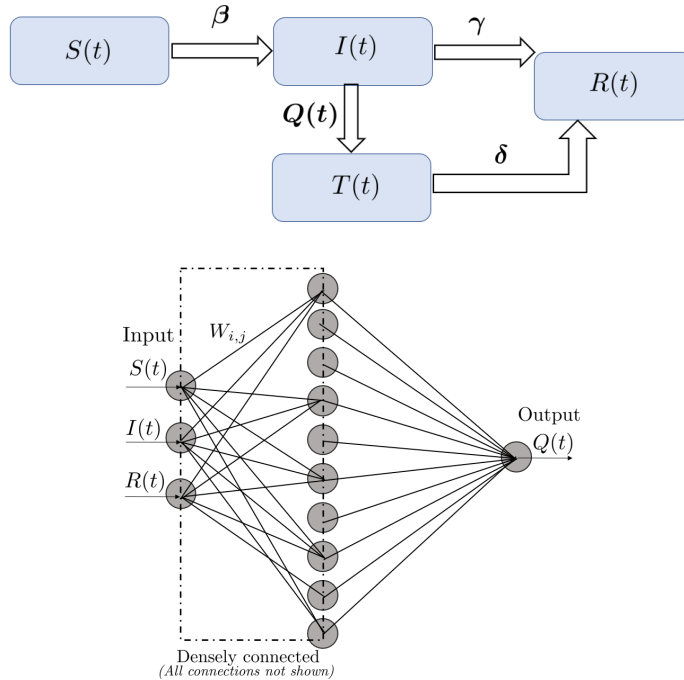 S(t)
β
I(t)
γ
R(t)
Q(t)
T(t)
δ
Input
W_{i,j}
S(t)
I(t)
R(t)
Output
Q(t)
Densely connected
(All connections not shown)